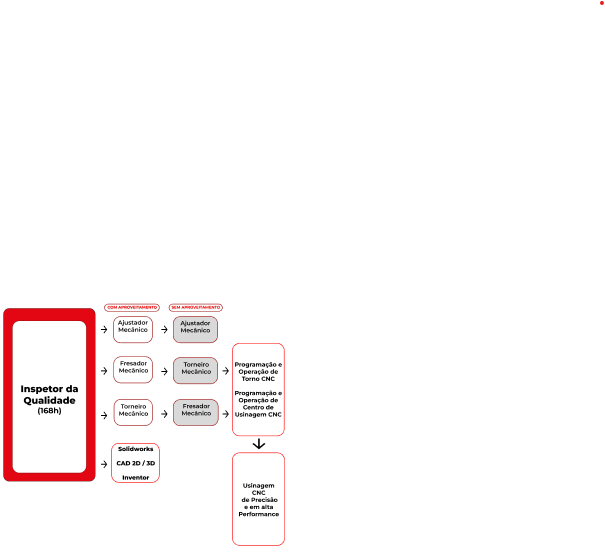 COM APROVEITAMENTO
SEM APROVEITAMENTO
Inspetor da
Qualidade
(168h)
Ajustador
Mecânico
Ajustador
Mecânico
Fresador
Mecânico
Torneiro
Mecânico
Torneiro
Mecânico
Fresador
Mecânico
Solidworks
CAD 2D / 3D
Inventor
Programação e
Operação de
Torno CNC
Programação e
Operação de
Centro de
Usinagem CNC
Usinagem
CNC
de Precisão
e em alta
Performance